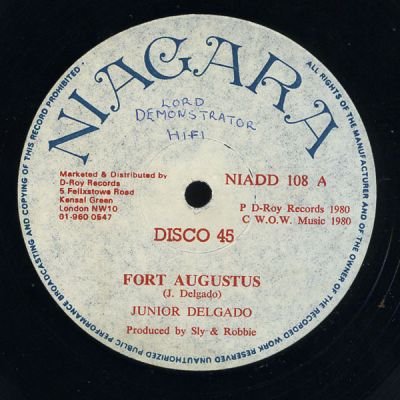 NIAGARA
UNAUTHORIZED PUBLIC PERFORMANCE BROADCASTING AND COPYING OF THIS RECORD PROHIBITED
ALL RIGHTS OF THE MANUFACTURER AND OF THE OWNER OF THE RECORDED WORK RESERVED
LORD
DEMONSTRATOR
HIFI
Marketed & Distributed by
D-Roy Records
5, Felixstowe Road
Kensal Green
London NW10
01-960 0547
NIADD 108 A
P D-Roy Records 1980
C W.O.W. Music 1980
DISCO 45
FORT AUGUSTUS
(J. Delgado)
JUNIOR DELGADO
Produced by Sly & Robbie